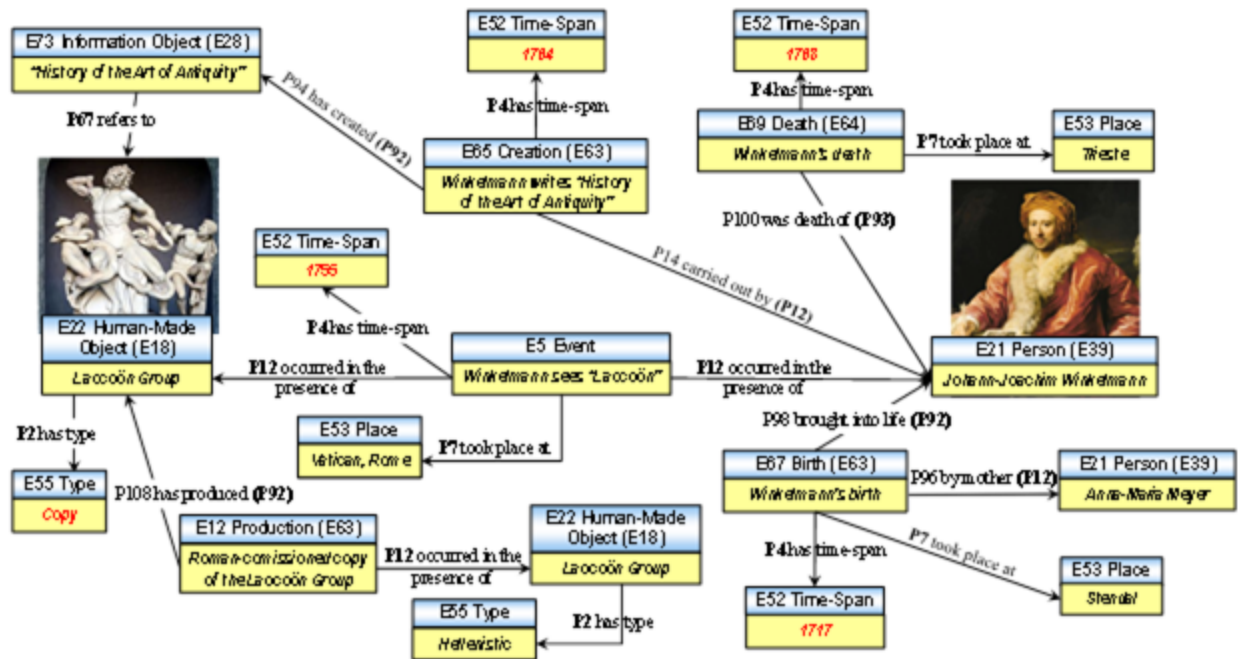 E52 Time-Span
1764
E52 Time-Span
1768
E73 Information Object (E28)
"History of the Art of Antiquity"
P94 has created (P92)
P4 has time-span
P4 has time-span
P67 refers to
E65 Creation (E63)
Winkelmann writes "History
of the Art of Antiquity"
E69 Death (E64)
Winkelmann's death
P7 took place at
E53 Place
Trieste
P100 was death of (P93)
E52 Time-Span
1755
P14 carried out by (P12)
P4 has time-span
E22 Human-Made
Object (E18)
Laocoön Group
P12 occurred in the
presence of
E5 Event
Winkelmann sees "Laocoön"
P12 occurred in the
presence of
E21 Person (E39)
Johann-Joachim Winkelmann
P2 has type
E53 Place
Vatican, Rome
P7 took place at
P98 brought into life (P92)
E55 Type
Copy
P108 has produced (P92)
E67 Birth (E63)
Winkelmann's birth
P96 by mother (P12)
E21 Person (E39)
Anna-Maria Meyer
E12 Production (E63)
Roman-comissioned copy
of the Laocoön Group
P12 occurred in the
presence of
E22 Human-Made
Object (E18)
Laocoön Group
P4 has time-span
P7 took place at
E53 Place
Stendal
E55 Type
Hellenistic
P2 has type
E52 Time-Span
1717